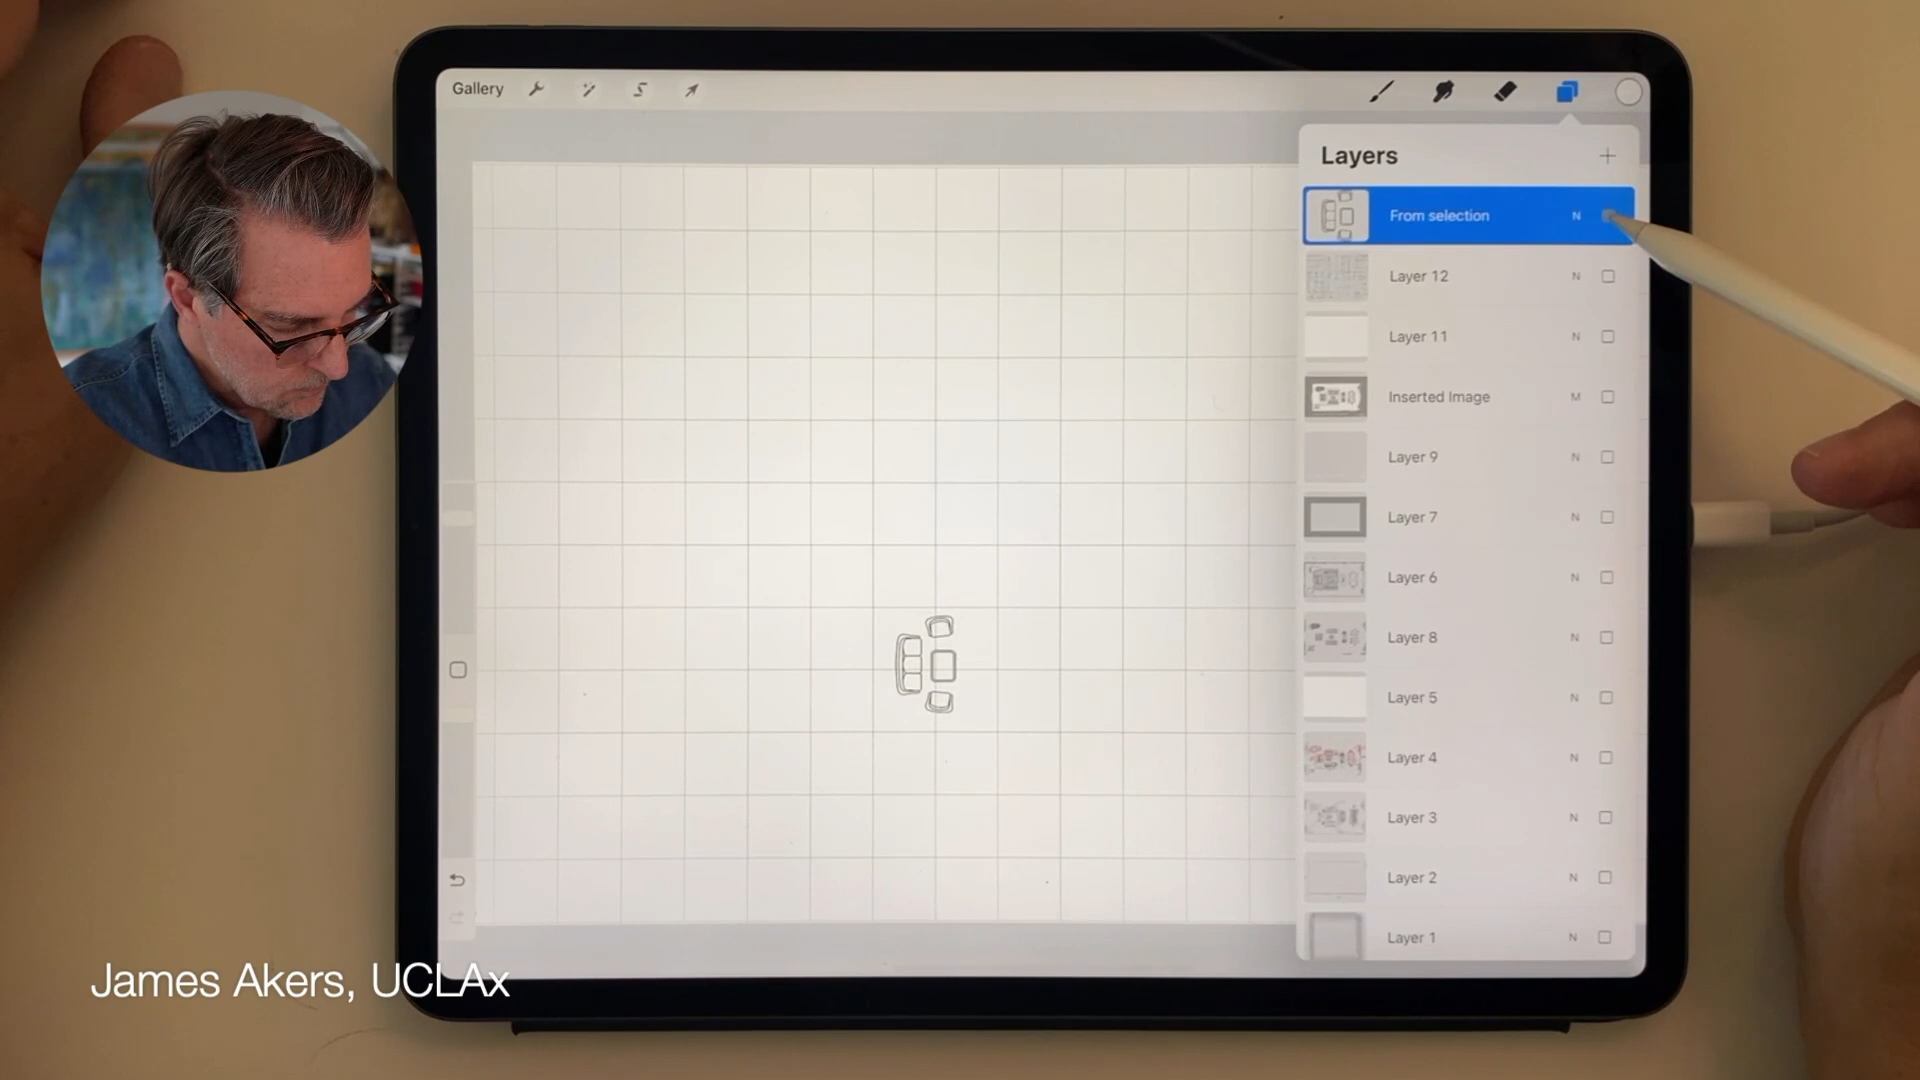 Gallery
Layers
From selection N
Layer 12 N
Layer 11 N
Inserted Image M
Layer 9 N
Layer 7 N
Layer 6 N
Layer 8 N
Layer 5 N
Layer 4 N
Layer 3 N
Layer 2 N
Layer 1 N
James Akers, UCLAx